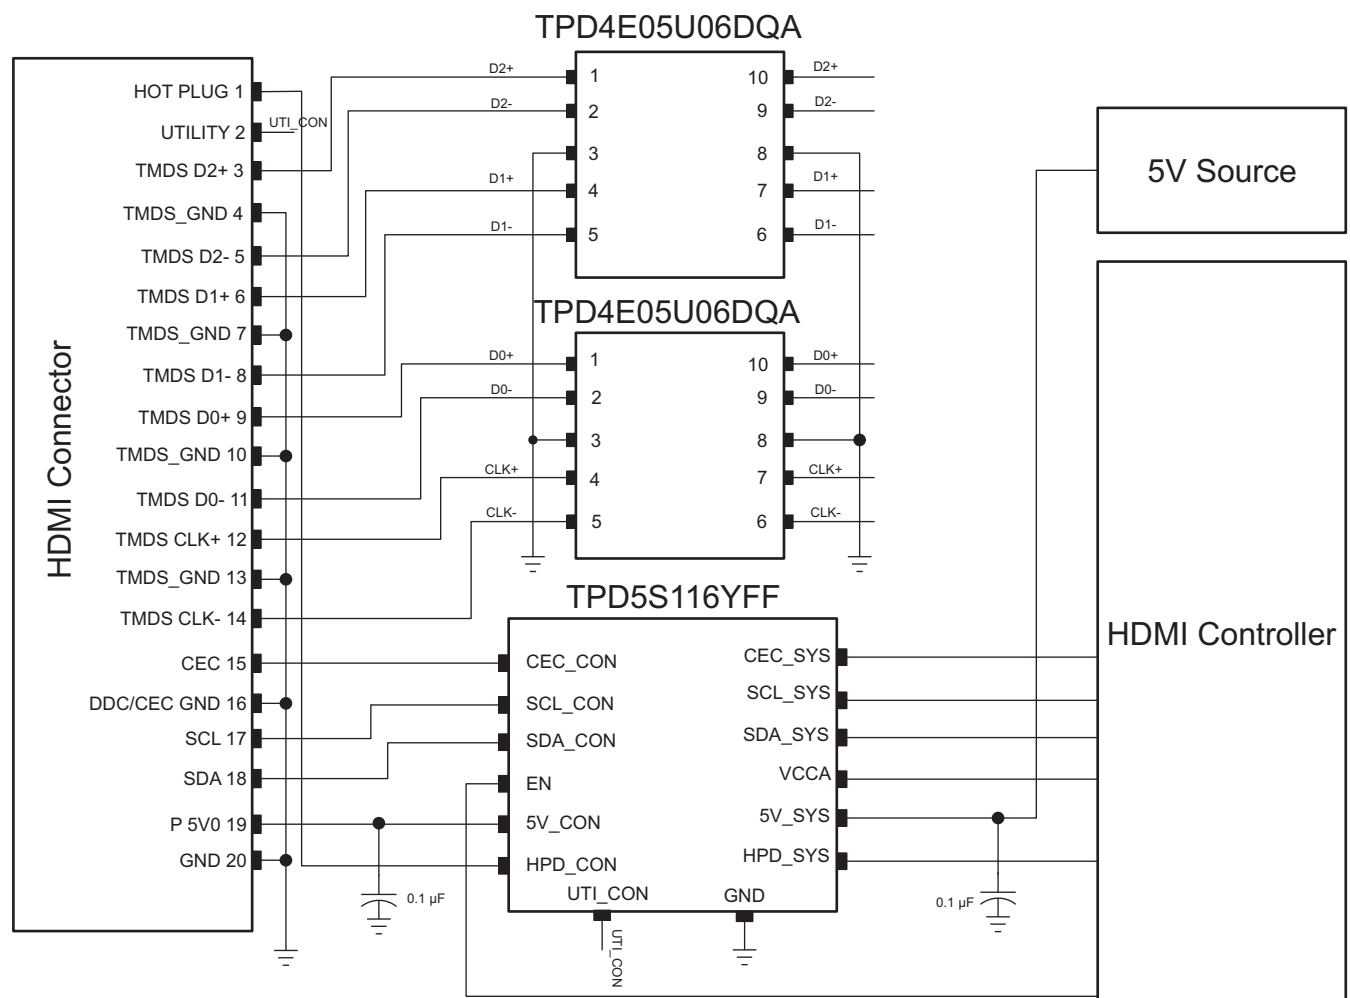 TPD4E05U06DQA
HDMI Connector
HOT PLUG 1
UTILITY 2
UTI_CON
TMDS D2+ 3
TMDS_GND 4
TMDS D2- 5
TMDS D1+ 6
TMDS_GND 7
TMDS D1- 8
TMDS D0+ 9
TMDS_GND 10
TMDS D0- 11
TMDS CLK+ 12
TMDS_GND 13
TMDS CLK- 14
CEC 15
DDC/CEC GND 16
SCL 17
SDA 18
P 5V0 19
GND 20
D2+ 1 10 D2+
D2- 2 9 D2-
3 8
D1+ 4 7 D1+
D1- 5 6 D1-
TPD4E05U06DQA
D0+ 1 10 D0+
D0- 2 9 D0-
3 8
CLK+ 4 7 CLK+
CLK- 5 6 CLK-
TPD5S116YFF
CEC_CON CEC_SYS
SCL_CON SCL_SYS
SDA_CON SDA_SYS
EN VCCA
5V_CON 5V_SYS
HPD_CON HPD_SYS
UTI_CON GND
UTI_CON
0.1 µF
0.1 µF
5V Source
HDMI Controller